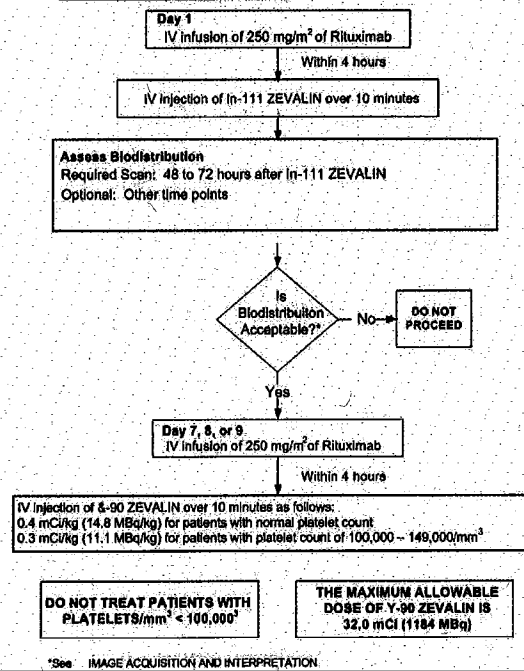 Day 1
IV infusion of 250 mg/m² of Rituximab
Within 4 hours
IV Injection of In-111 ZEVALIN over 10 minutes
Assess Biodistribution
Required Scan: 48 to 72 hours after In-111 ZEVALIN
Optional: Other time points
Is
Biodistribution
Acceptable?*
No
DO NOT
PROCEED
Yes
Day 7, 8, or 9
IV infusion of 250 mg/m² of Rituximab
Within 4 hours
IV Injection of &-90 ZEVALIN over 10 minutes as follows:
0.4 mCi/kg (14.8 MBq/kg) for patients with normal platelet count
0.3 mCi/kg (11.1 MBq/kg) for patients with platelet count of 100,000 – 149,000/mm³
DO NOT TREAT PATIENTS WITH
PLATELETS/mm³ < 100,000³
THE MAXIMUM ALLOWABLE
DOSE OF Y-90 ZEVALIN IS
32.0 mCi (1184 MBq)
*See IMAGE ACQUISITION AND INTERPRETATION